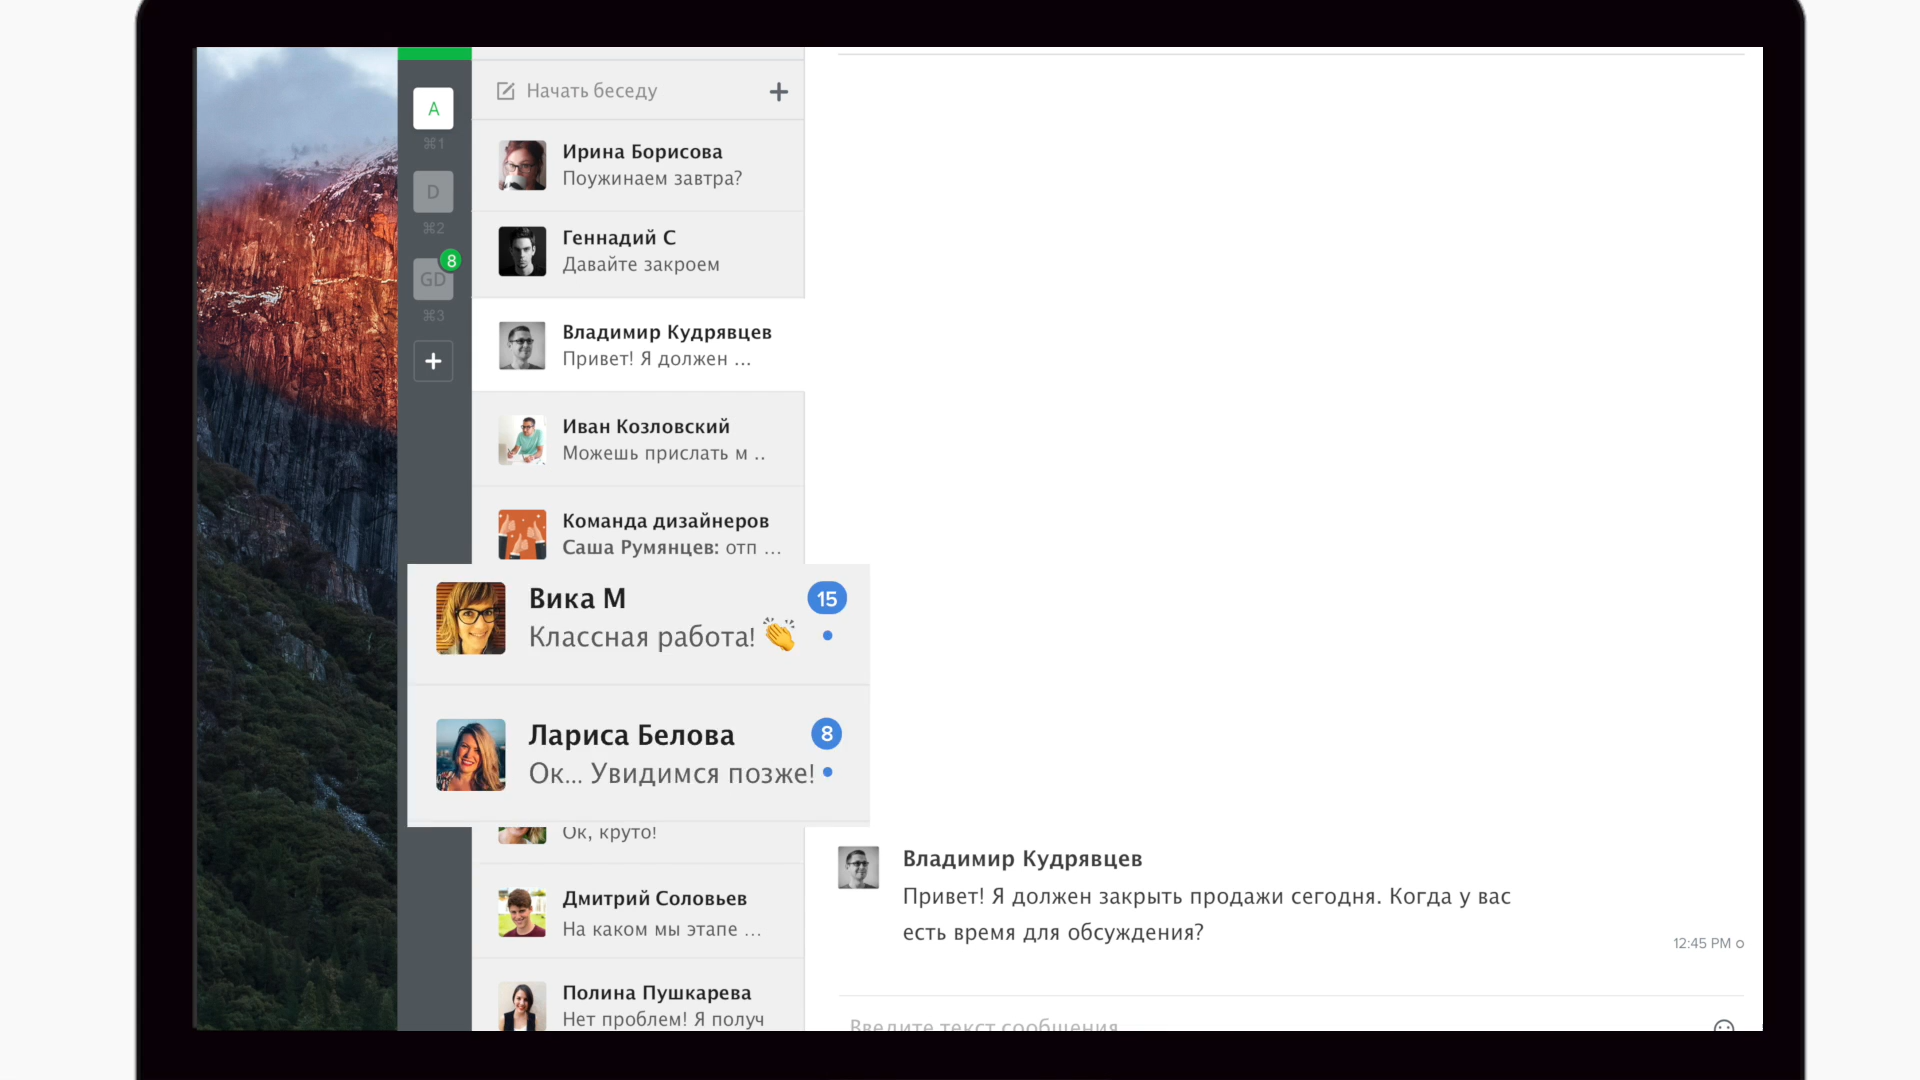 A
⌘1
D
⌘2
8
GD
⌘3
Начать беседу
Ирина Борисова
Поужинаем завтра?
Геннадий С
Давайте закроем
Владимир Кудрявцев
Привет! Я должен ...
Иван Козловский
Можешь прислать м ..
Команда дизайнеров
Саша Румянцев: отп ...
Вика М
15
Классная работа! 👏
Лариса Белова
8
Ок... Увидимся позже!
Ок, круто!
Дмитрий Соловьев
На каком мы этапе ...
Полина Пушкарева
Нет проблем! Я получ
Владимир Кудрявцев
Привет! Я должен закрыть продажи сегодня. Когда у вас
есть время для обсуждения?
12:45 PM
Введите текст сообщения